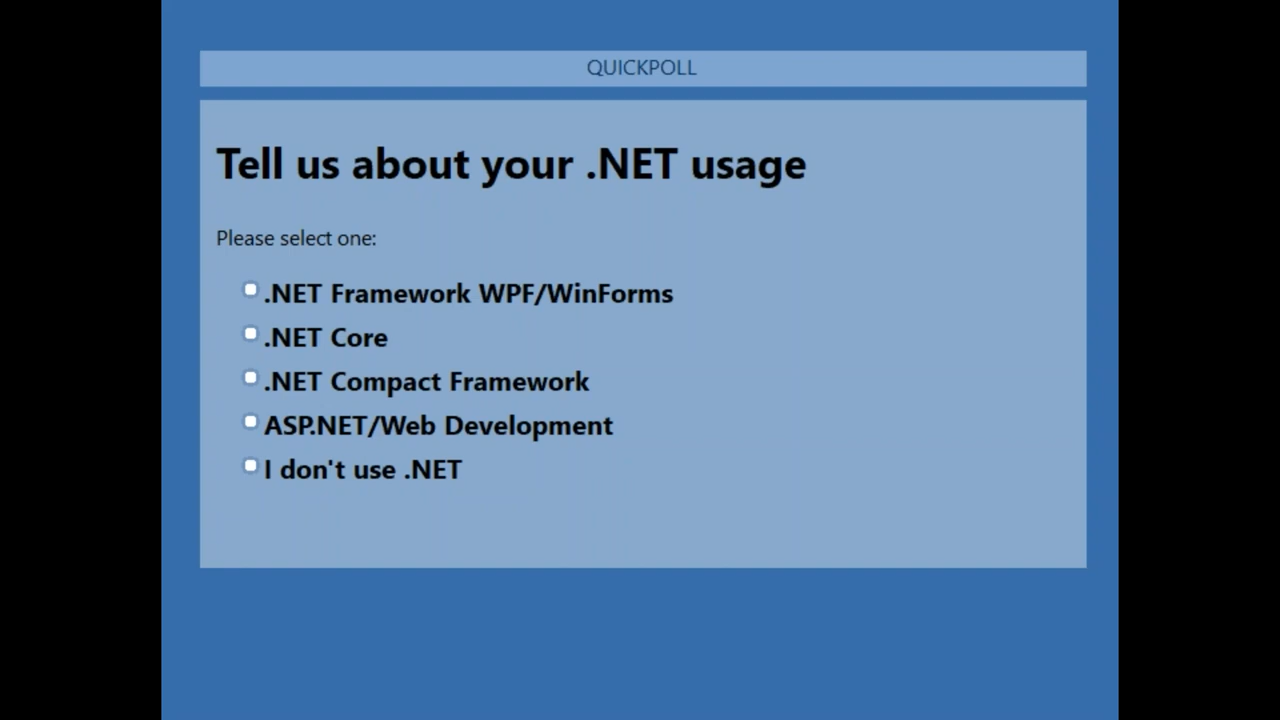 QUICKPOLL
Tell us about your .NET usage
Please select one:
.NET Framework WPF/WinForms
.NET Core
.NET Compact Framework
ASP.NET/Web Development
I don't use .NET